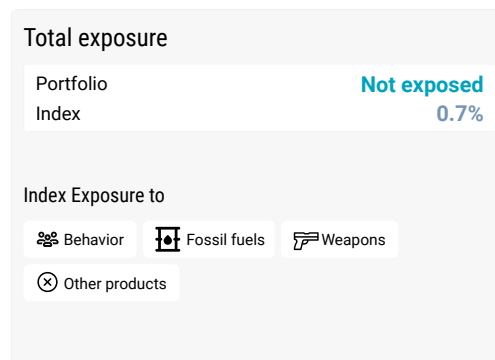 Total exposure
Portfolio Not exposed
Index 0.7%
Index Exposure to
Behavior Fossil fuels Weapons
Other products